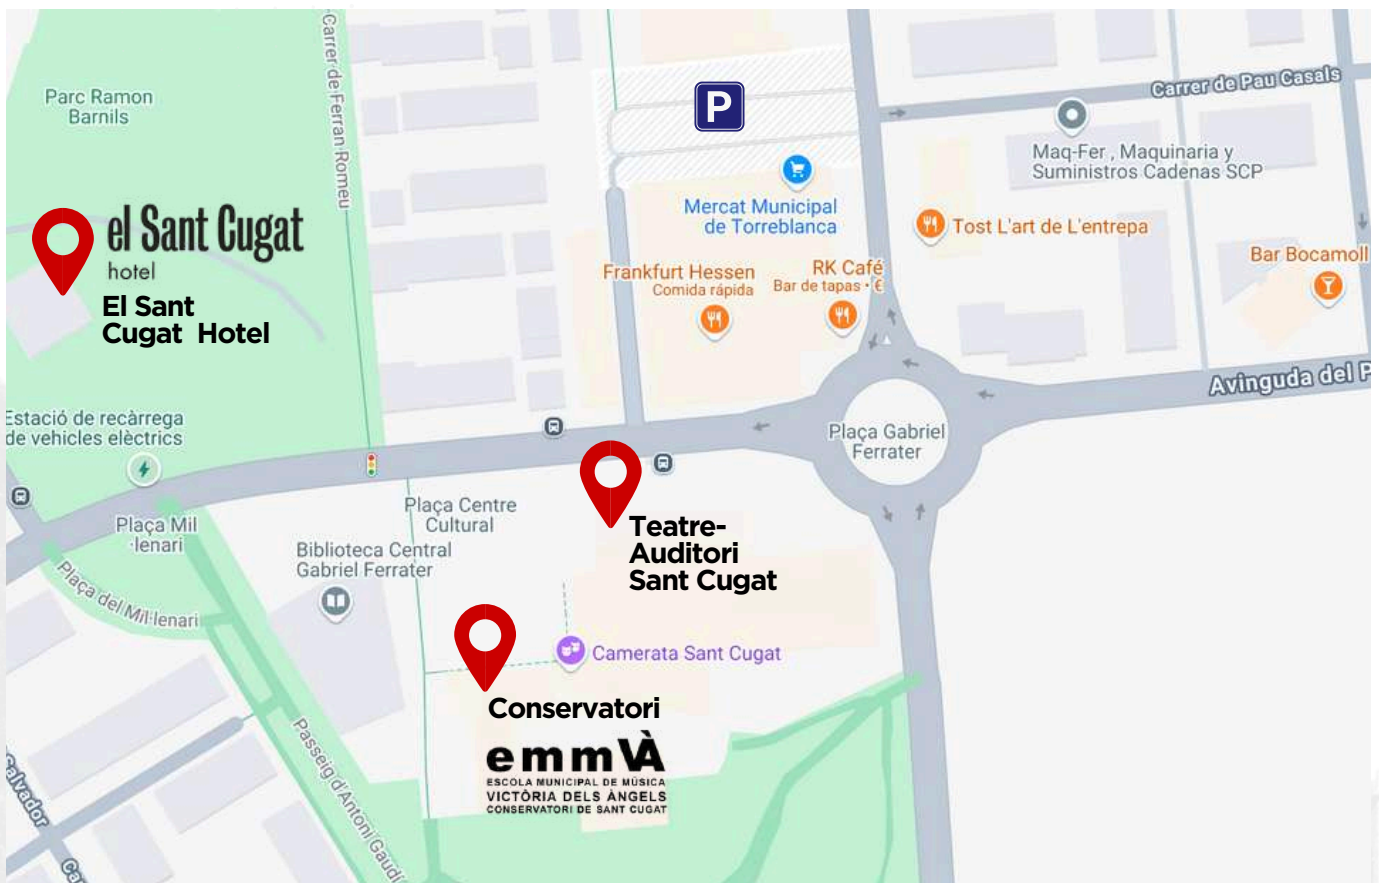 Carrer de Ferran Romeu
Carrer de Pau Casals
Parc Ramon
Barnils
P
Maq-Fer , Maquinaria y
Suministros Cadenas SCP
Mercat Municipal
de Torreblanca
Tost L'art de L'entrepa
el Sant Cugat
hotel
El Sant
Cugat Hotel
Frankfurt Hessen
Comida rápida
RK Café
Bar de tapas • €
Bar Bocamoll
Avinguda del P
Estació de recàrrega
de vehicles elèctrics
Plaça Gabriel
Ferrater
Plaça Centre
Cultural
Plaça Mil
·lenari
Teatre-
Auditori
Sant Cugat
Biblioteca Central
Gabriel Ferrater
Plaça del Mil·lenari
Camerata Sant Cugat
Conservatori
emmVÀ
ESCOLA MUNICIPAL DE MÚSICA
VICTÒRIA DELS ÀNGELS
CONSERVATORI DE SANT CUGAT
Passeig d'Antoni Gaudí
Salvador
Ca